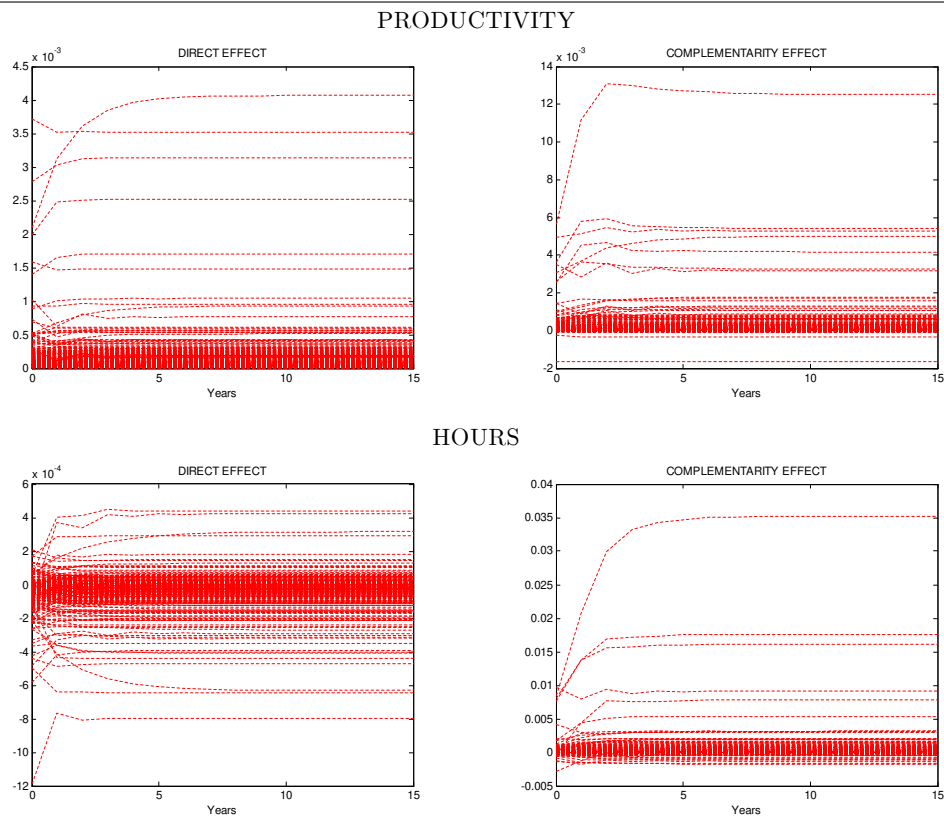 PRODUCTIVITY
DIRECT EFFECT
x 10-3
4.5
4
3.5
3
2.5
2
1.5
1
0.5
0
0 5 10 15
Years
COMPLEMENTARITY EFFECT
x 10-3
14
12
10
8
6
4
2
0
-2
0 5 10 15
Years
HOURS
DIRECT EFFECT
x 10-4
6
4
2
0
-2
-4
-6
-8
-10
-12
0 5 10 15
Years
COMPLEMENTARITY EFFECT
0.04
0.035
0.03
0.025
0.02
0.015
0.01
0.005
0
-0.005
0 5 10 15
Years